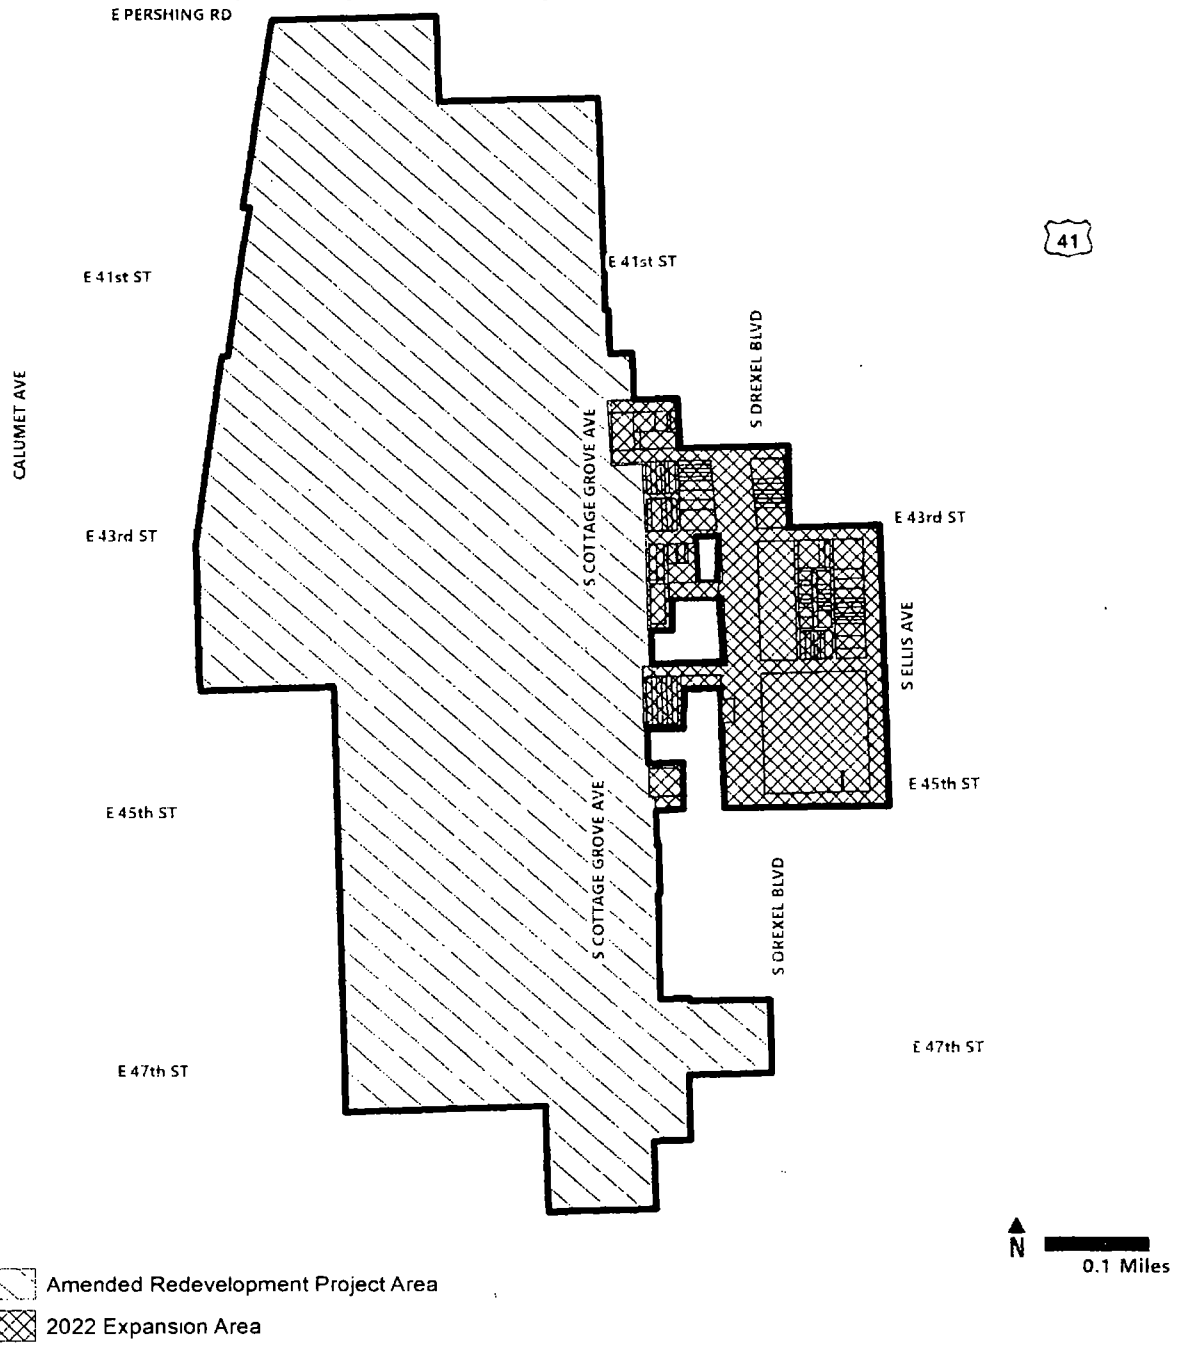 E PERSHING RD
41
E 41st ST
E 41st ST
S DREXEL BLVD
CALUMET AVE
S COTTAGE GROVE AVE
E 43rd ST
E 43rd ST
S ELLIS AVE
E 45th ST
E 45th ST
S COTTAGE GROVE AVE
S DREXEL BLVD
E 47th ST
E 47th ST
N
0.1 Miles
Amended Redevelopment Project Area
2022 Expansion Area